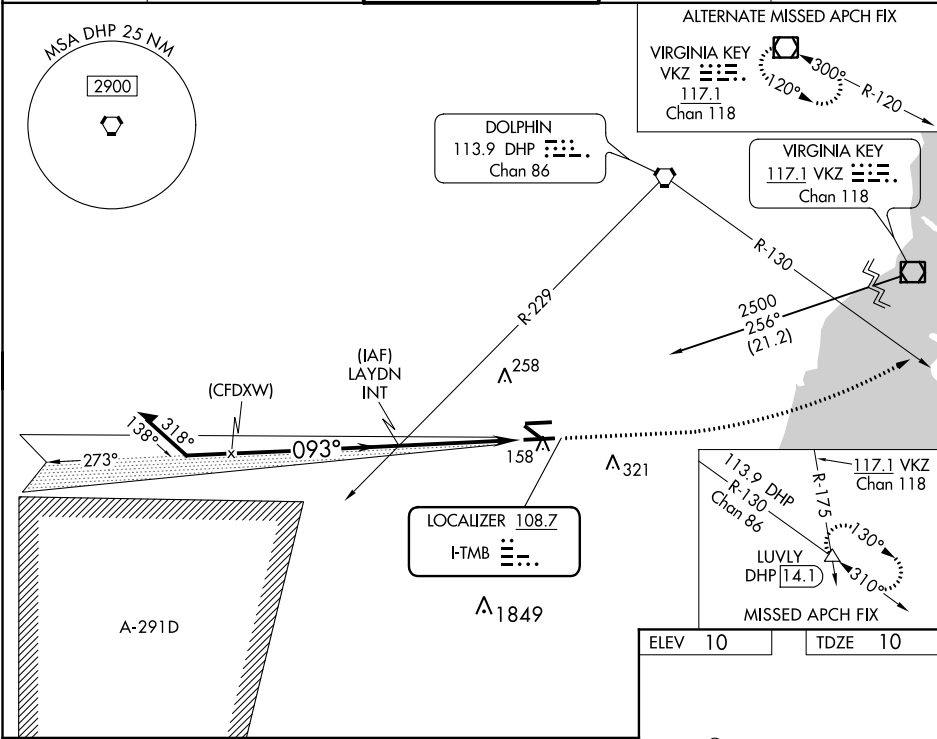 MSA DHP 25 NM
2900
ALTERNATE MISSED APCH FIX
VIRGINIA KEY
VKZ
117.1
Chan 118
300°
R-120
120°
DOLPHIN
113.9 DHP
Chan 86
VIRGINIA KEY
117.1 VKZ
Chan 118
R-130
R-229
2500
256°
(21.2)
258
(IAF)
LAYDN
INT
(CFDXW)
318°
138°
273°
093°
158
321
LOCALIZER 108.7
I-TMB
1849
A-291D
113.9 DHP
R-130
Chan 86
117.1 VKZ
Chan 118
R-175
130°
LUVLY
DHP 14.1
310°
MISSED APCH FIX
ELEV 10
TDZE 10